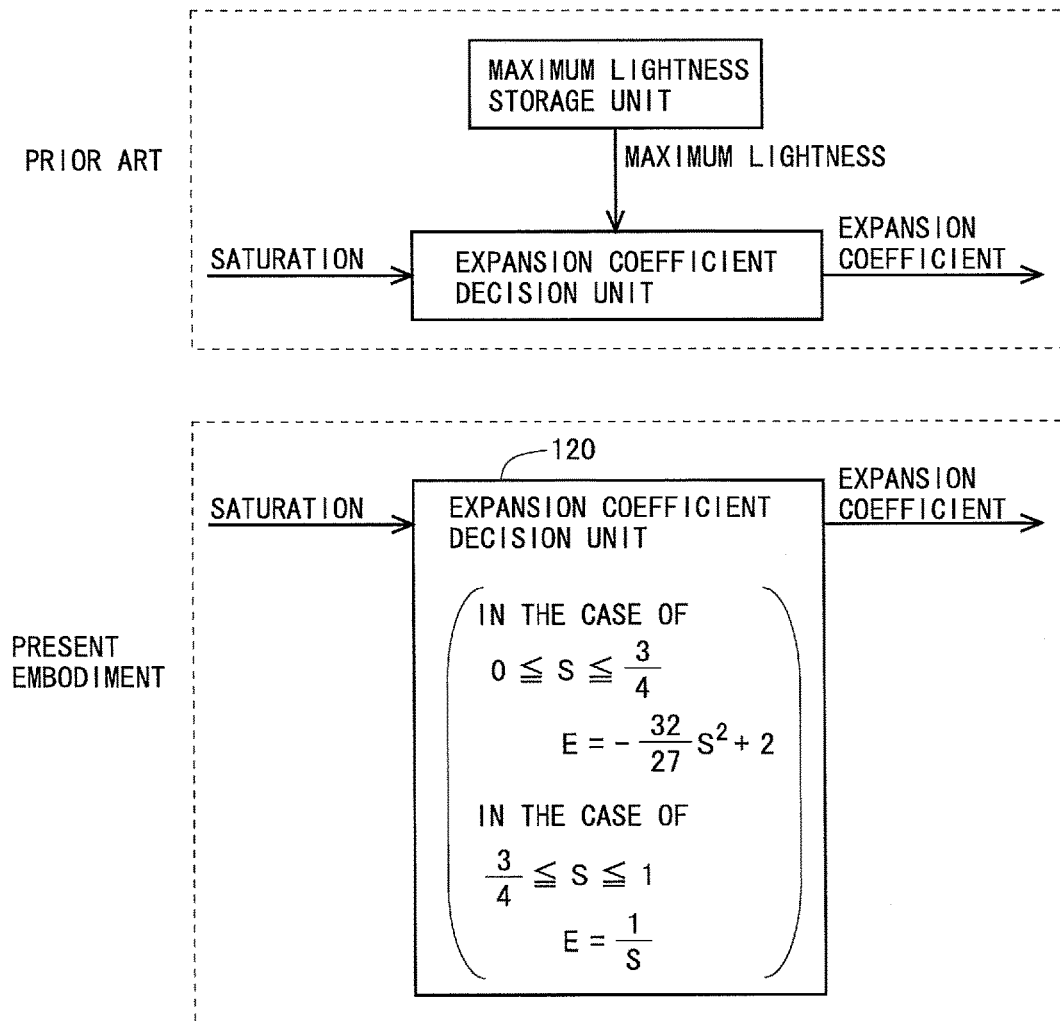 MAXIMUM LIGHTNESS
STORAGE UNIT
PRIOR ART
MAXIMUM LIGHTNESS
SATURATION
EXPANSION COEFFICIENT
DECISION UNIT
EXPANSION
COEFFICIENT
120
SATURATION
EXPANSION COEFFICIENT
DECISION UNIT
EXPANSION
COEFFICIENT
PRESENT
EMBODIMENT
IN THE CASE OF
0 ≦ S ≦ 3/4
E = - 32/27 S² + 2
IN THE CASE OF
3/4 ≦ S ≦ 1
E = 1/S